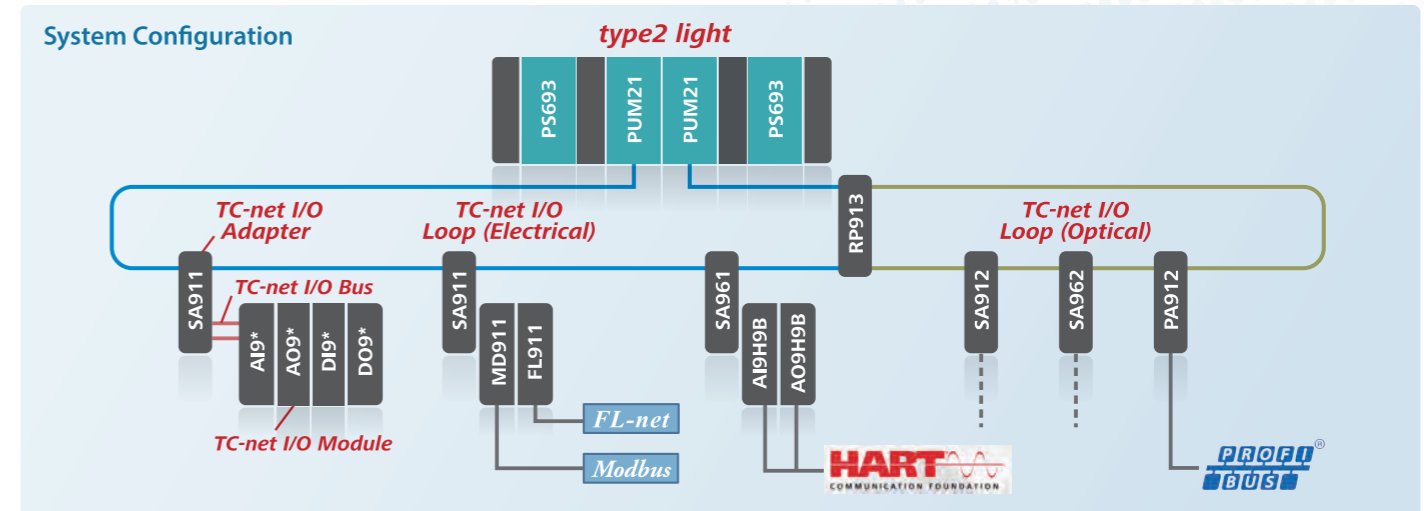 System Configuration
type2 light
PS693
PUM21
PUM21
PS693
TC-net I/O
Adapter
TC-net I/O
Loop (Electrical)
RP913
TC-net I/O
Loop (Optical)
SA911
TC-net I/O Bus
AI9*
AO9*
DI9*
DO9*
TC-net I/O Module
SA911
MD911
FL911
FL-net
Modbus
SA961
AI9H9B
AO9H9B
HART
COMMUNICATION FOUNDATION
SA912
SA962
PA912
PROFI®
BUS